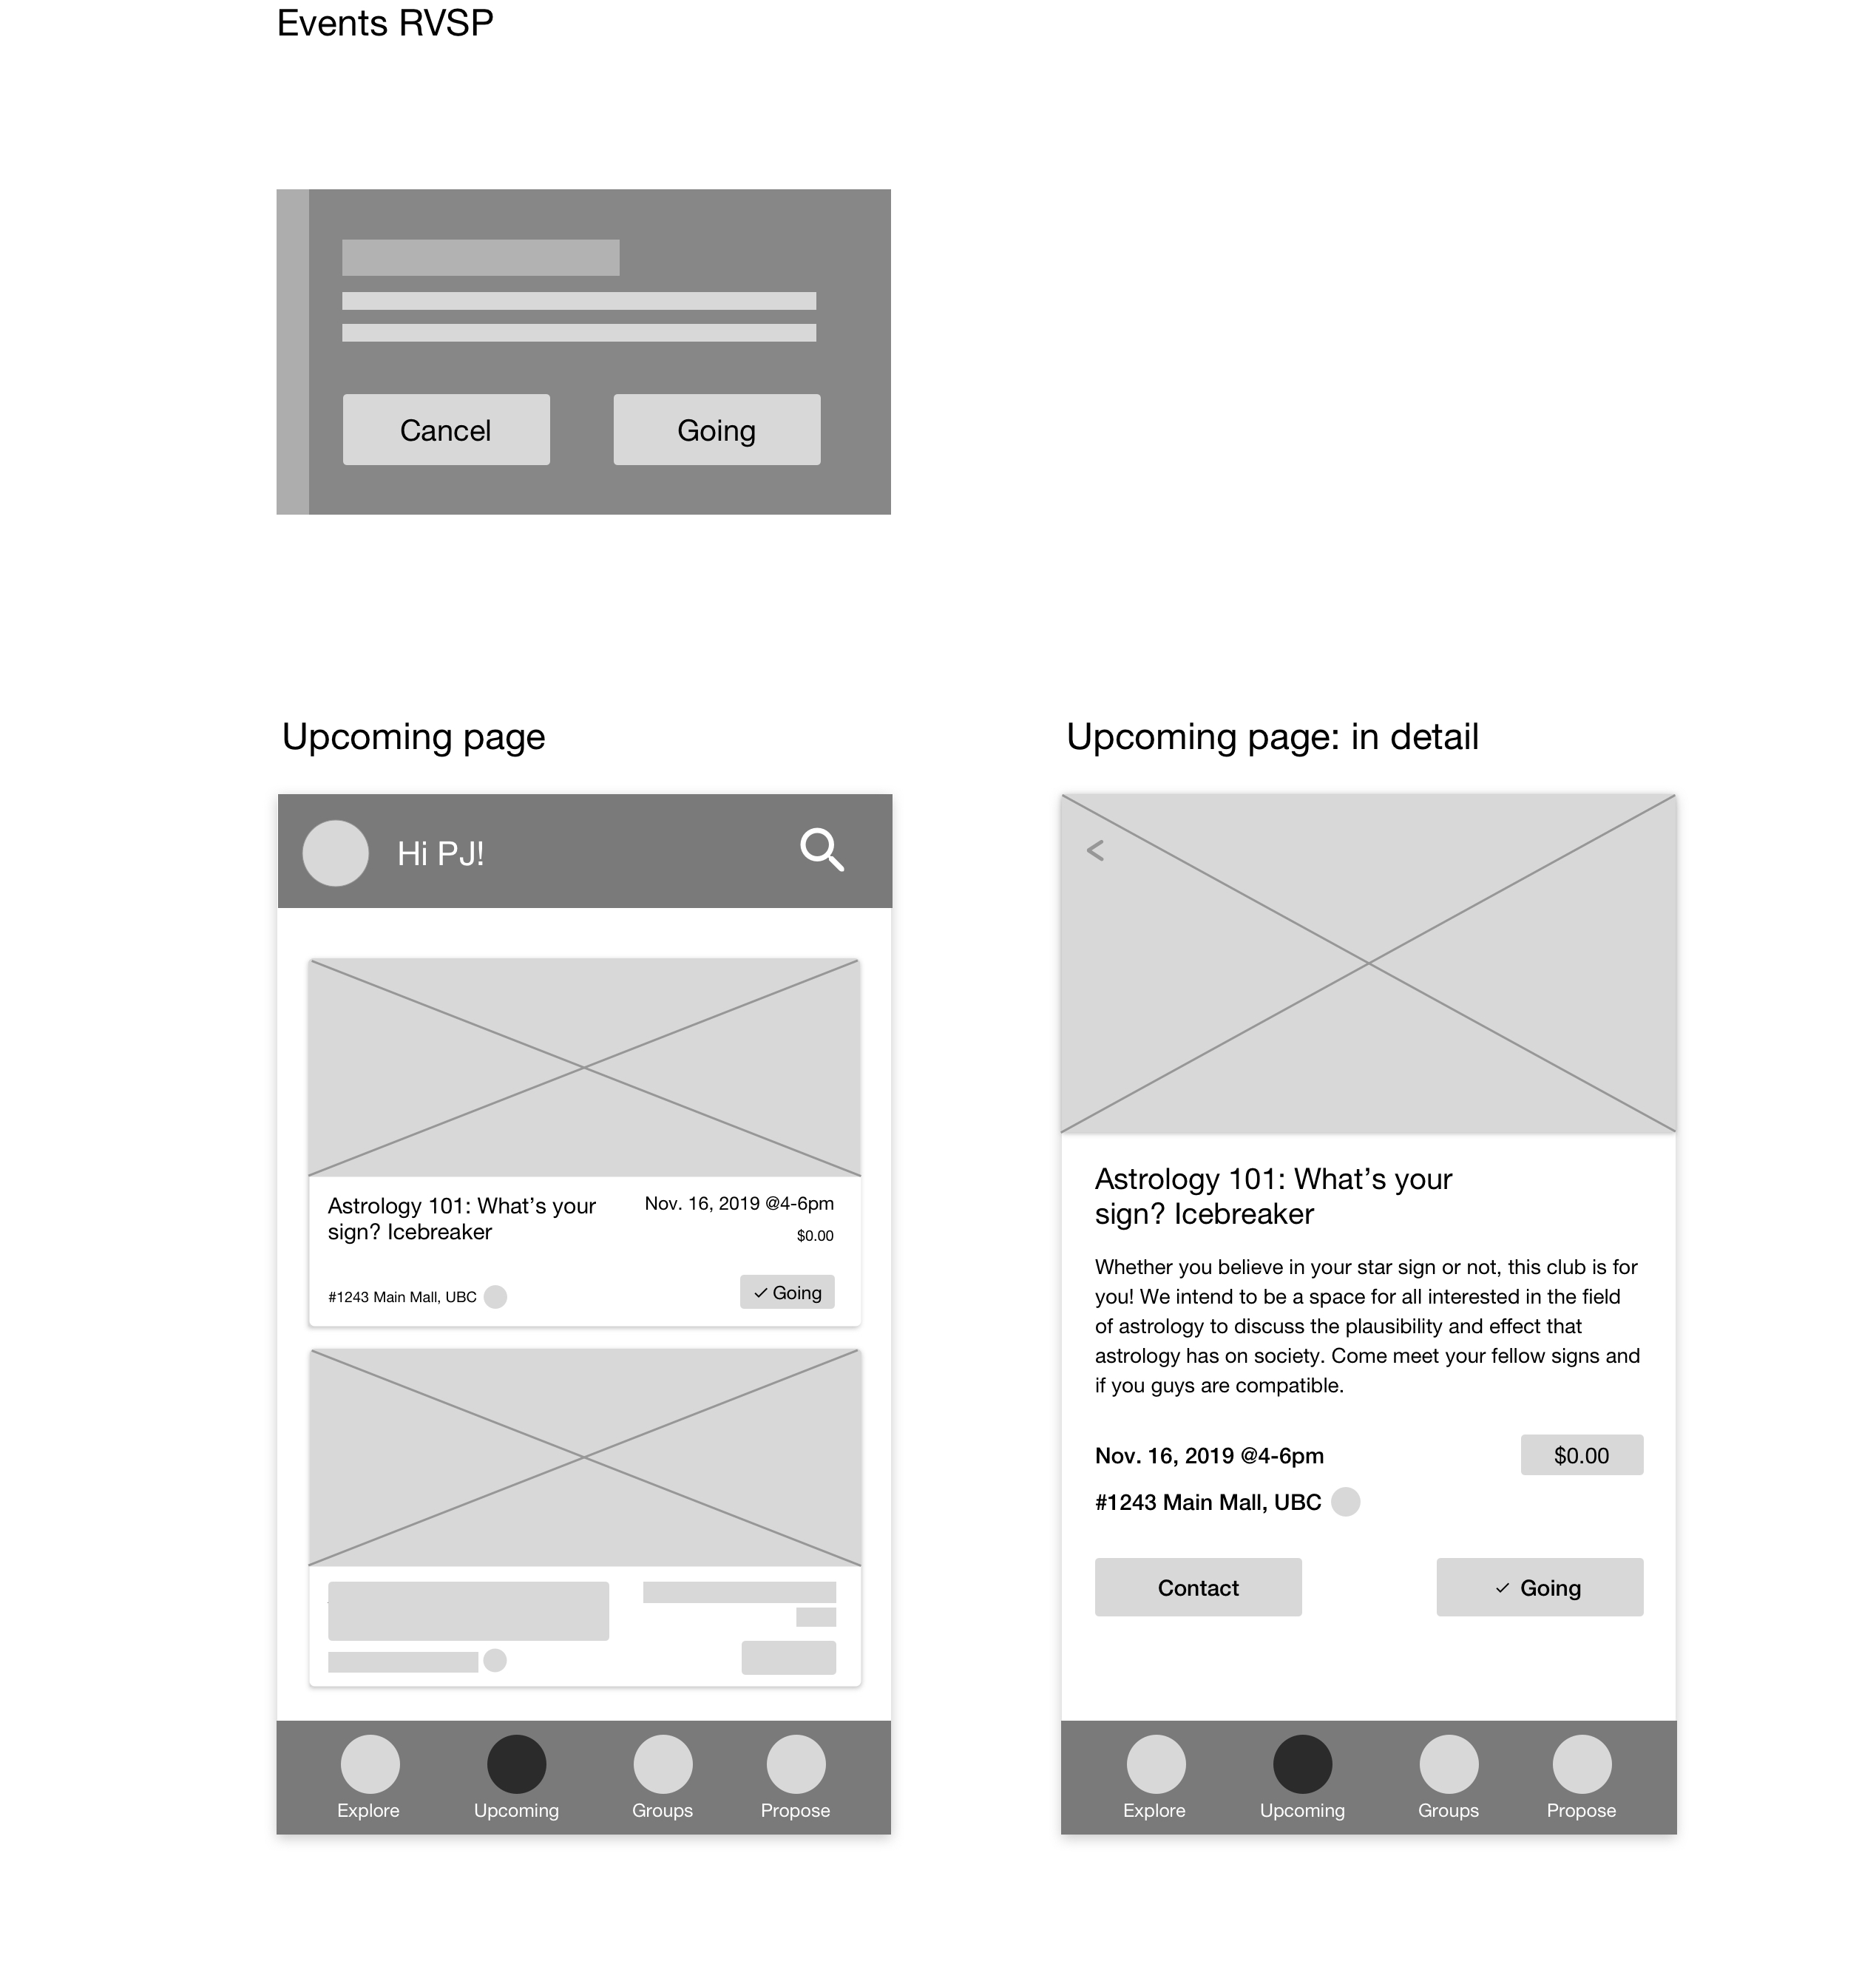 Events RVSP
Cancel
Going
Upcoming page
Hi PJ!
Astrology 101: What's your
sign? Icebreaker
Nov. 16, 2019 @4-6pm
$0.00
#1243 Main Mall, UBC
✓ Going
Explore
Upcoming
Groups
Propose
Upcoming page: in detail
<
Astrology 101: What’s your
sign? Icebreaker
Whether you believe in your star sign or not, this club is for
you! We intend to be a space for all interested in the field
of astrology to discuss the plausibility and effect that
astrology has on society. Come meet your fellow signs and
if you guys are compatible.
Nov. 16, 2019 @4-6pm
$0.00
#1243 Main Mall, UBC
Contact
✓ Going
Explore
Upcoming
Groups
Propose